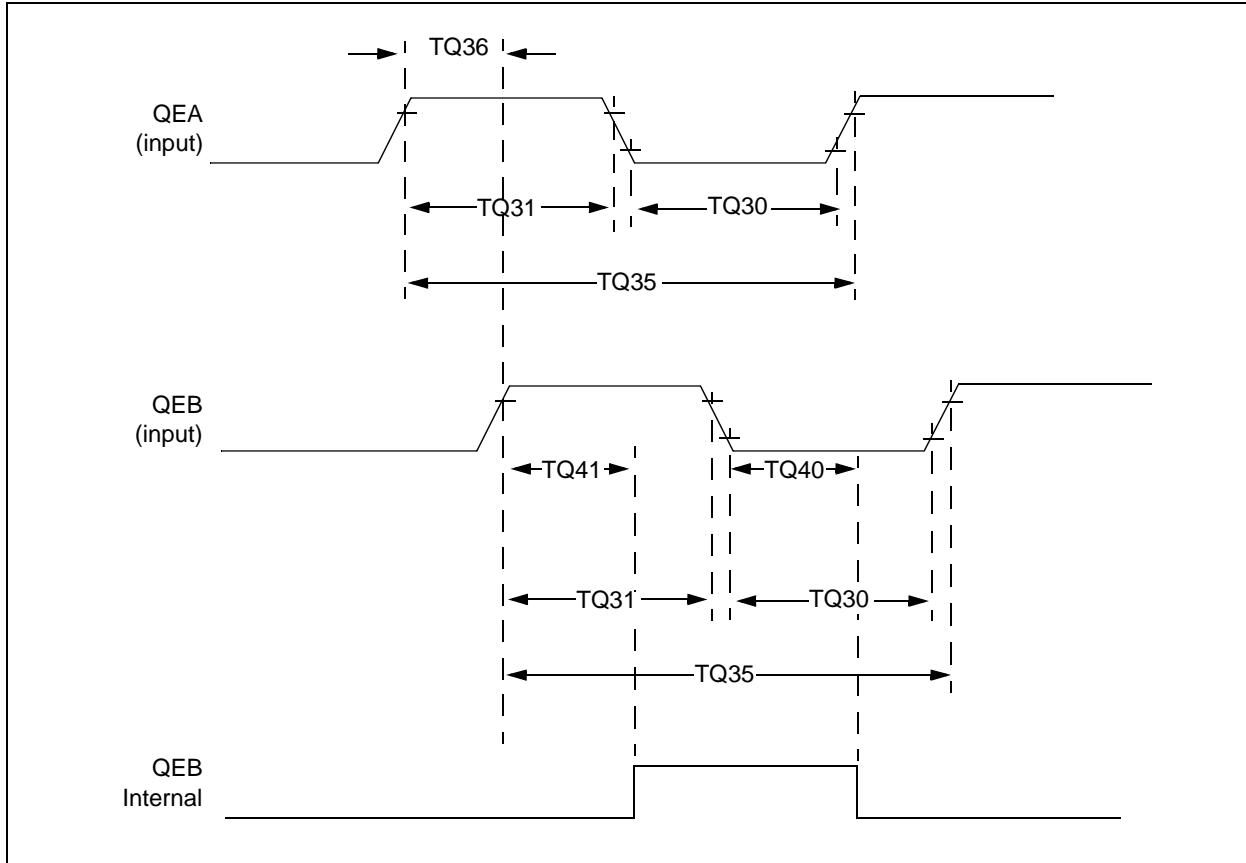 TQ36
QEA
(input)
TQ31
TQ30
TQ35
QEB
(input)
TQ41
TQ40
TQ31
TQ30
TQ35
QEB
Internal